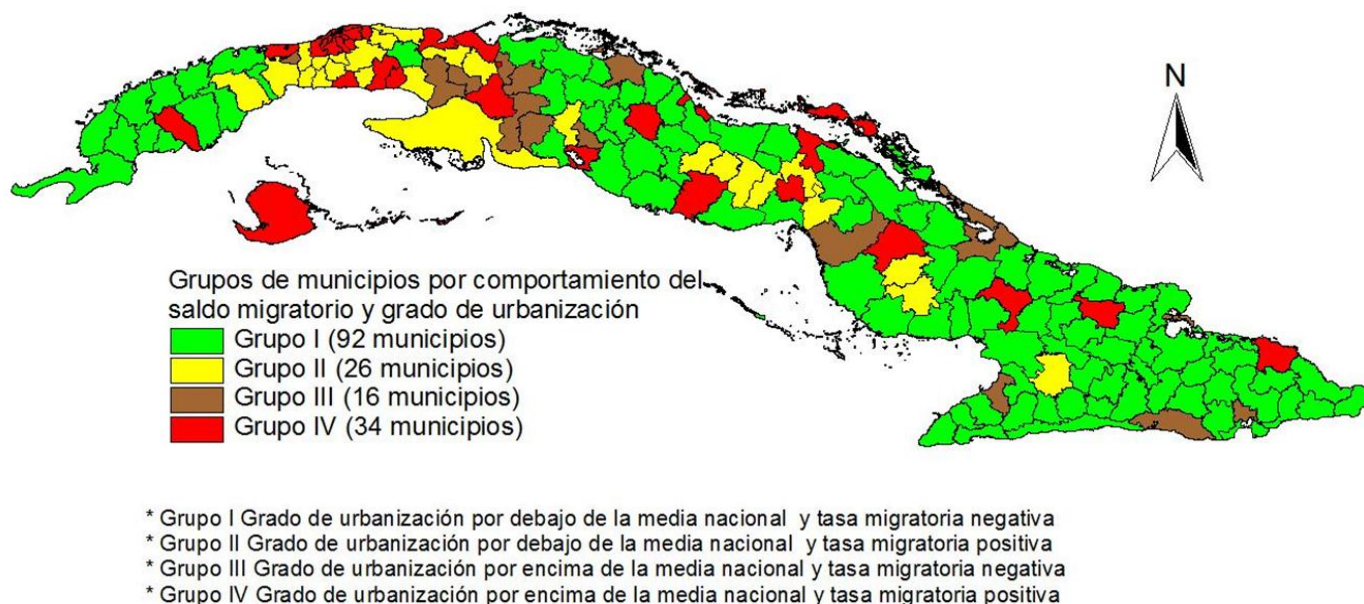 N
Grupos de municipios por comportamiento del
saldo migratorio y grado de urbanización
Grupo I (92 municipios)
Grupo II (26 municipios)
Grupo III (16 municipios)
Grupo IV (34 municipios)
* Grupo I Grado de urbanización por debajo de la media nacional y tasa migratoria negativa
* Grupo II Grado de urbanización por debajo de la media nacional y tasa migratoria positiva
* Grupo III Grado de urbanización por encima de la media nacional y tasa migratoria negativa
* Grupo IV Grado de urbanización por encima de la media nacional y tasa migratoria positiva